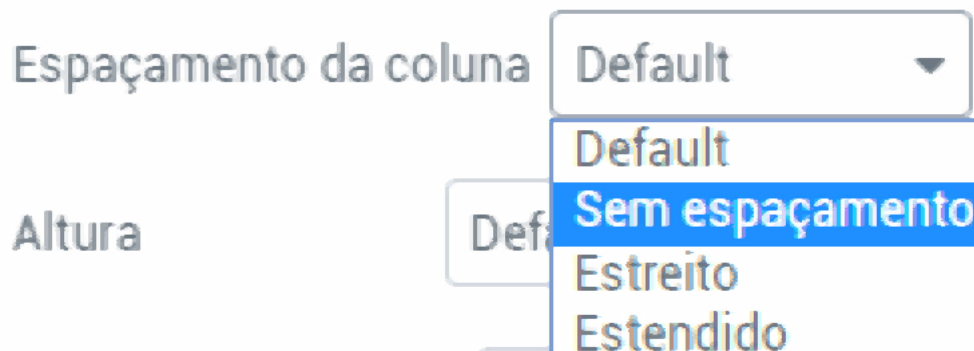 Espaçamento da coluna Default
Default
Sem espaçamento
Altura
Estreito
Estendido